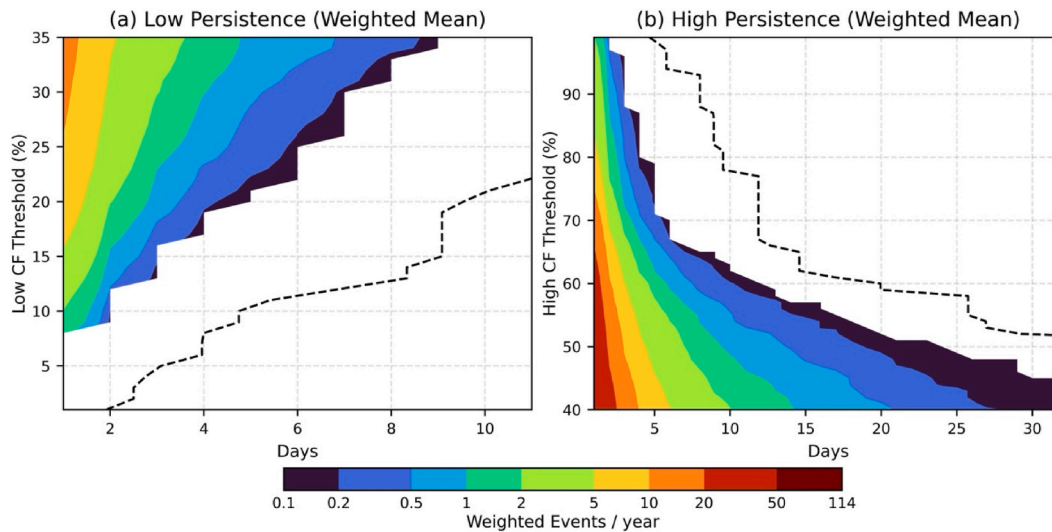 (a) Low Persistence (Weighted Mean)
(b) High Persistence (Weighted Mean)
Low CF Threshold (%)
35
30
25
20
15
10
5
2 4 6 8 10
Days
High CF Threshold (%)
90
80
70
60
50
40
5 10 15 20 25 30
Days
0.1 0.2 0.5 1 2 5 10 20 50 114
Weighted Events / year